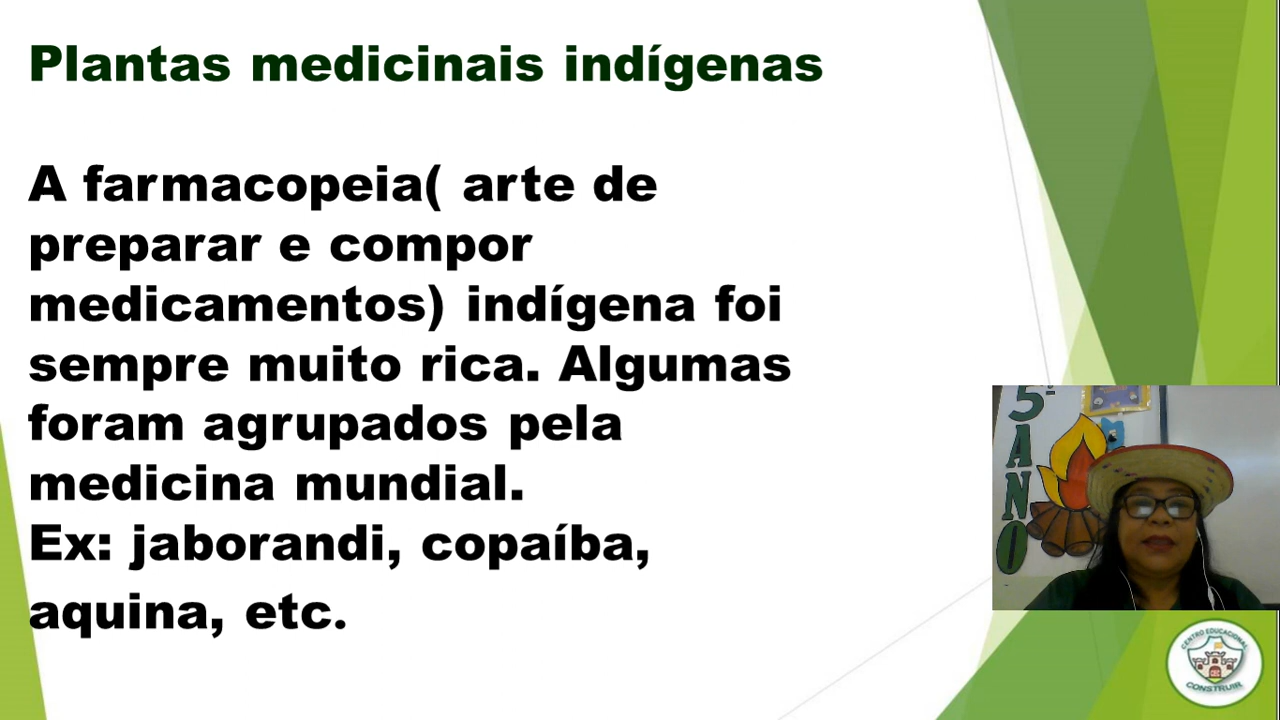 Plantas medicinais indígenas
A farmacopeia( arte de
preparar e compor
medicamentos) indígena foi
sempre muito rica. Algumas
foram agrupados pela
medicina mundial.
Ex: jaborandi, copaíba,
aquina, etc.
5º
ANO
CENTRO EDUCACIONAL
CONSTRUIR